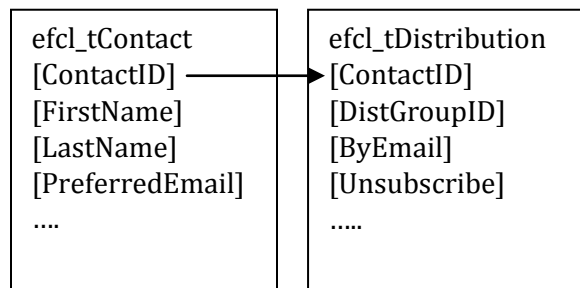 efcl_tContact
[ContactID]
[FirstName]
[LastName]
[PreferredEmail]
....
efcl_tDistribution
[ContactID]
[DistGroupID]
[ByEmail]
[Unsubscribe]
.....